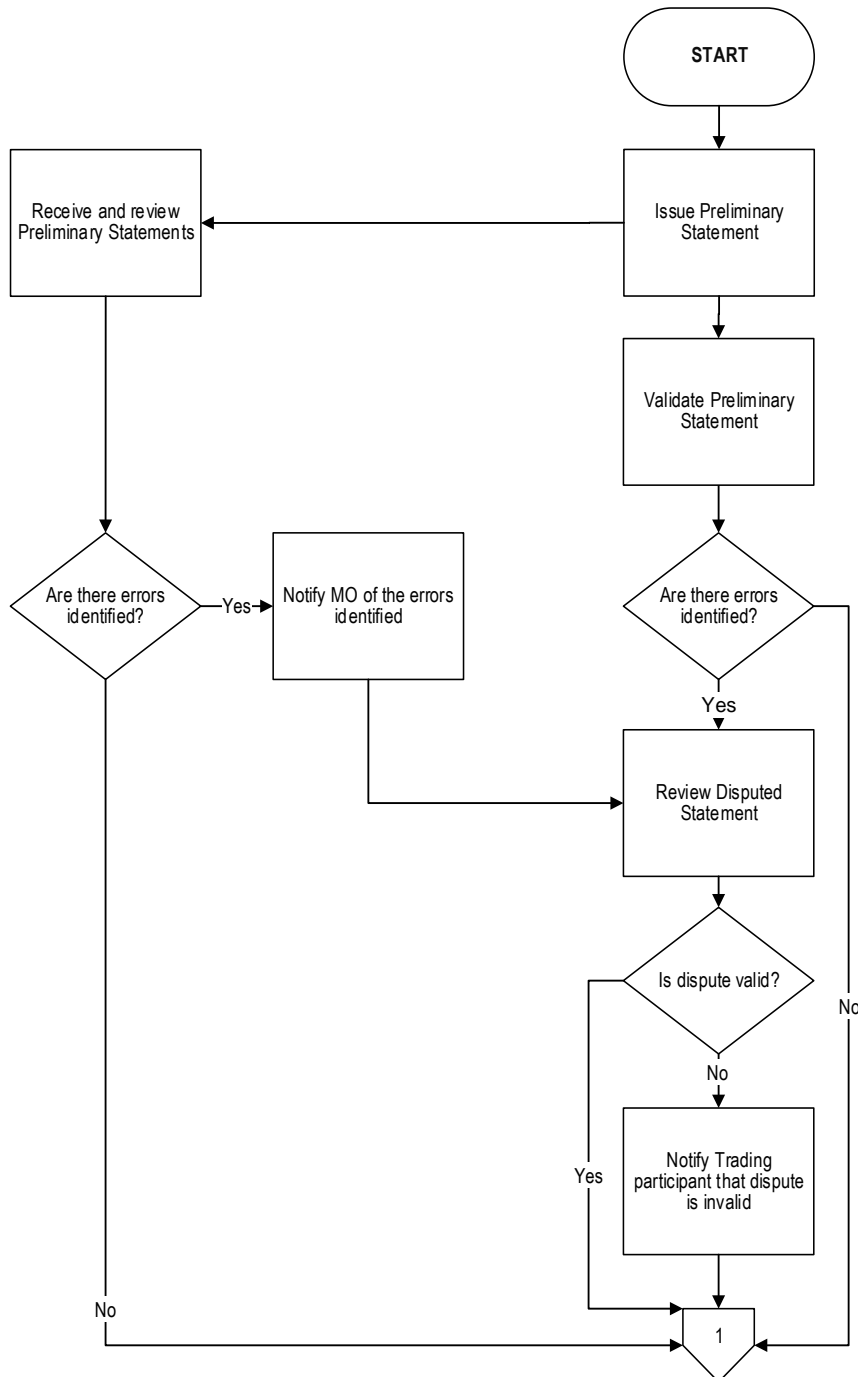 START
Receive and review
Preliminary Statements
Issue Preliminary
Statement
Validate Preliminary
Statement
Are there errors
identified?
Yes
Notify MO of the errors
identified
Are there errors
identified?
Yes
Review Disputed
Statement
Is dispute valid?
No
No
Notify Trading
participant that dispute
is invalid
Yes
No
1